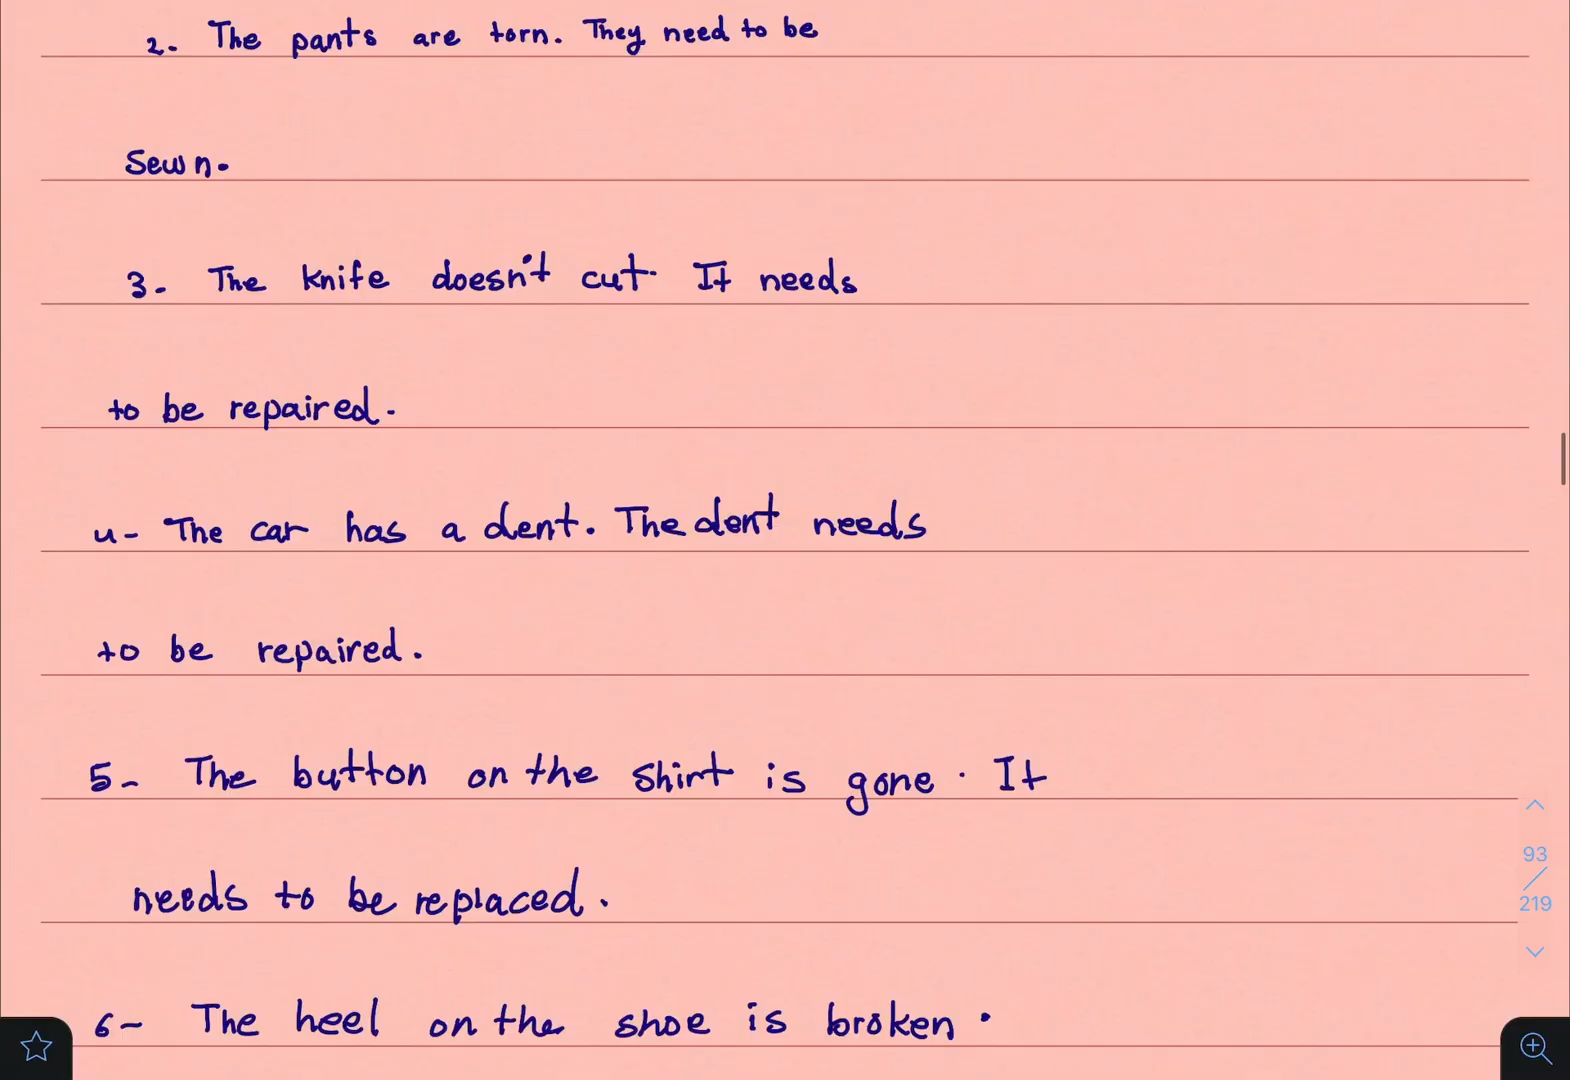 2. The pants are torn. They need to be
Sewn.
3. The knife doesn't cut. It needs
to be repaired.
4- The car has a dent. The dent needs
to be repaired.
5- The button on the shirt is gone. It
needs to be replaced.
6- The heel on the shoe is broken.
93
219